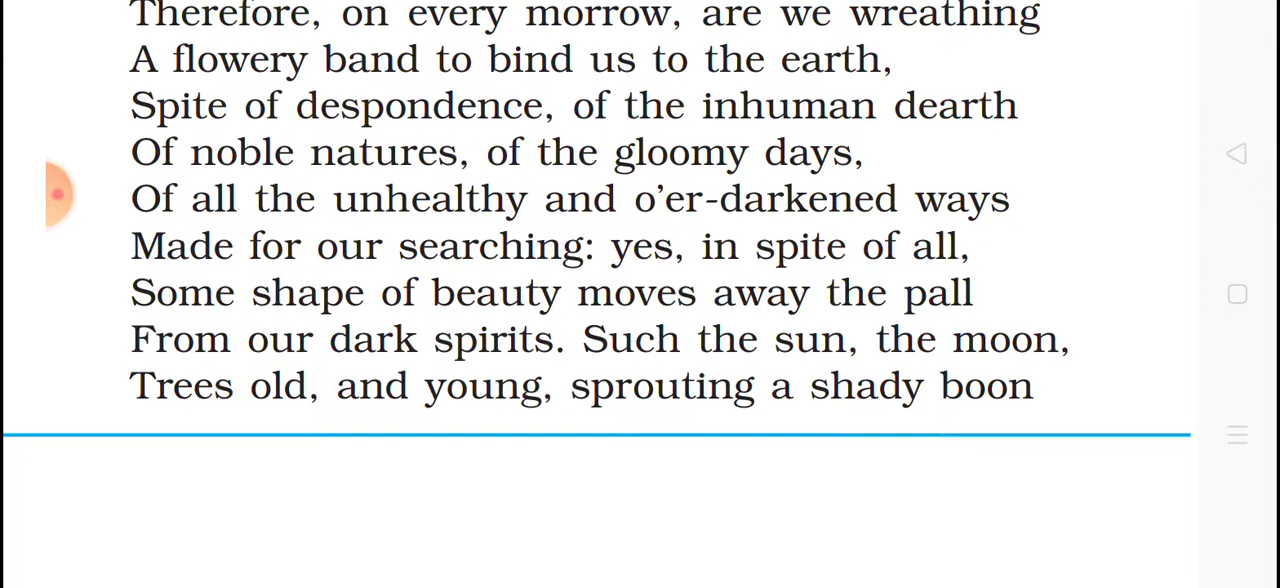 Therefore, on every morrow, are we wreathing
A flowery band to bind us to the earth,
Spite of despondence, of the inhuman dearth
Of noble natures, of the gloomy days,
Of all the unhealthy and o’er-darkened ways
Made for our searching: yes, in spite of all,
Some shape of beauty moves away the pall
From our dark spirits. Such the sun, the moon,
Trees old, and young, sprouting a shady boon